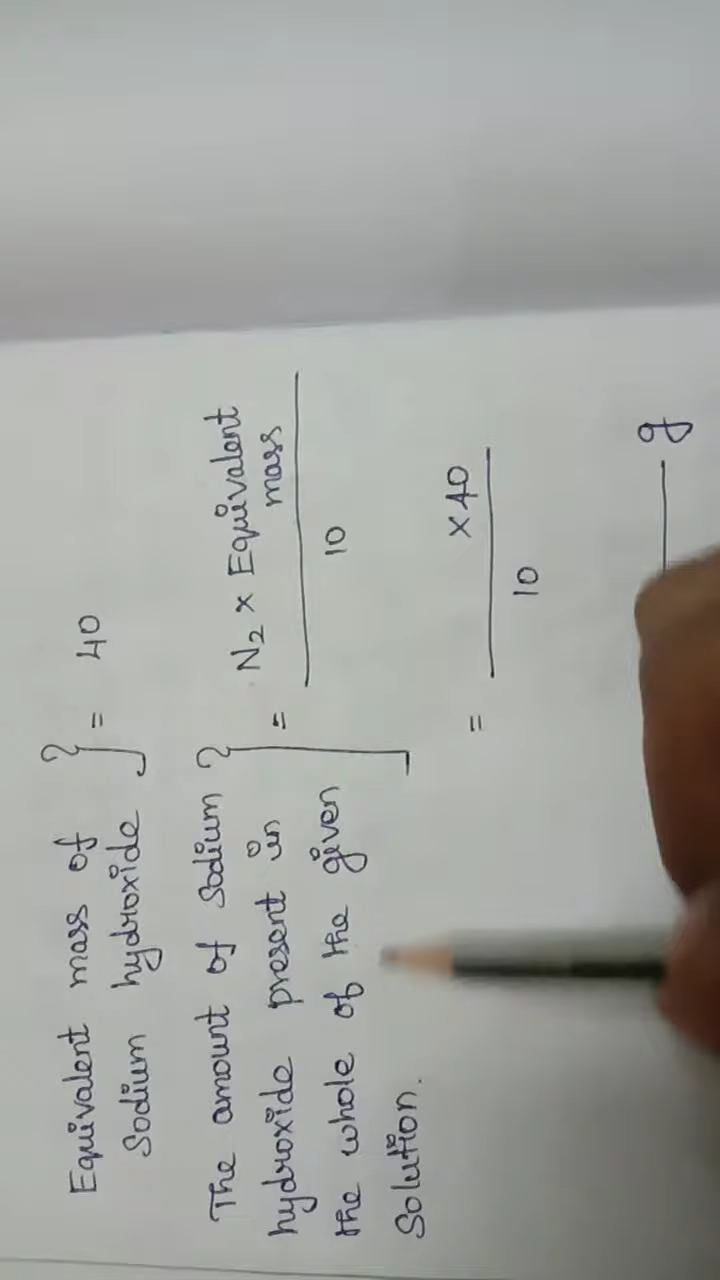 Equivalent mass of
Sodium hydroxide } = 40
The amount of Sodium } = N₂ × Equivalent mass
hydroxide present in 10
the whole of the given
Solution.
= × 40
10
g